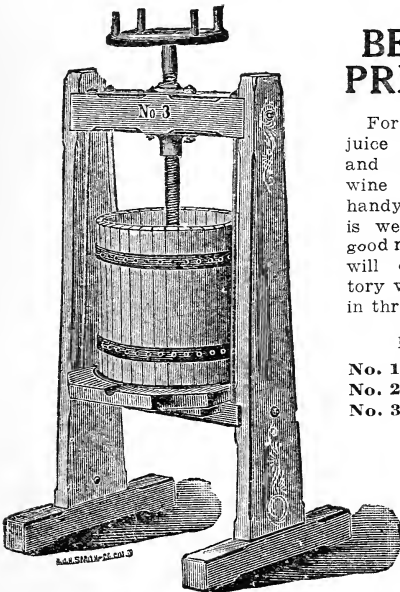 No 3
BE
PRI
For
juice
and
wine
handy
is we
good
will
tory
in thr
No. 1
No. 2
No. 3